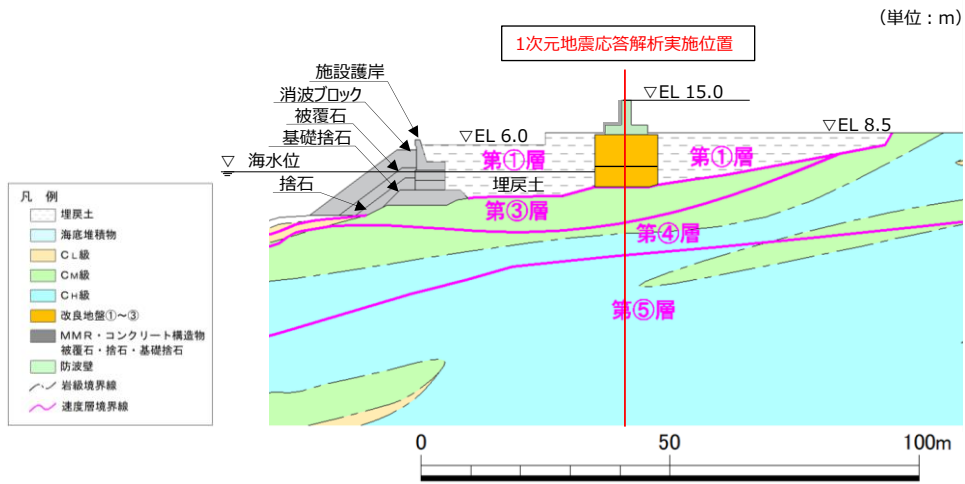 (単位：m)
1次元地震応答解析実施位置
施設護岸
消波ブロック
被覆石
基礎捨石
▽ 海水位
捨石
▽EL 15.0
▽EL 6.0
▽EL 8.5
第①層
第①層
埋戻土
第③層
第④層
第⑤層
凡 例
埋戻土
海底堆積物
CL級
CM級
CH級
改良地盤①～③
MMR・コンクリート構造物
被覆石・捨石・基礎捨石
防波壁
岩級境界線
速度層境界線
0 50 100m